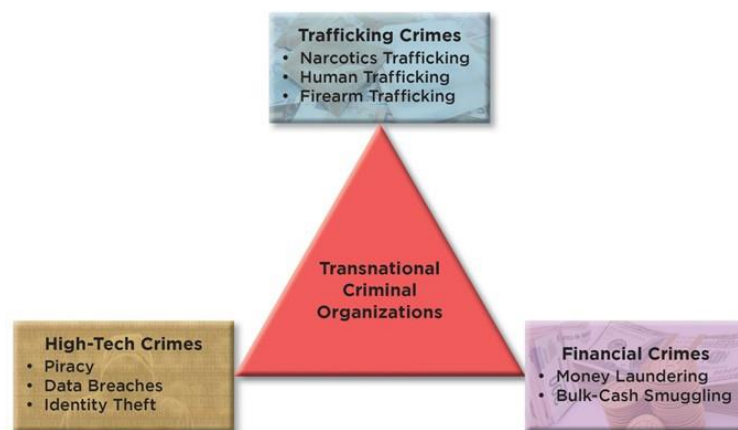 Trafficking Crimes
• Narcotics Trafficking
• Human Trafficking
• Firearm Trafficking
Transnational
Criminal
Organizations
High-Tech Crimes
• Piracy
• Data Breaches
• Identity Theft
Financial Crimes
• Money Laundering
• Bulk-Cash Smuggling